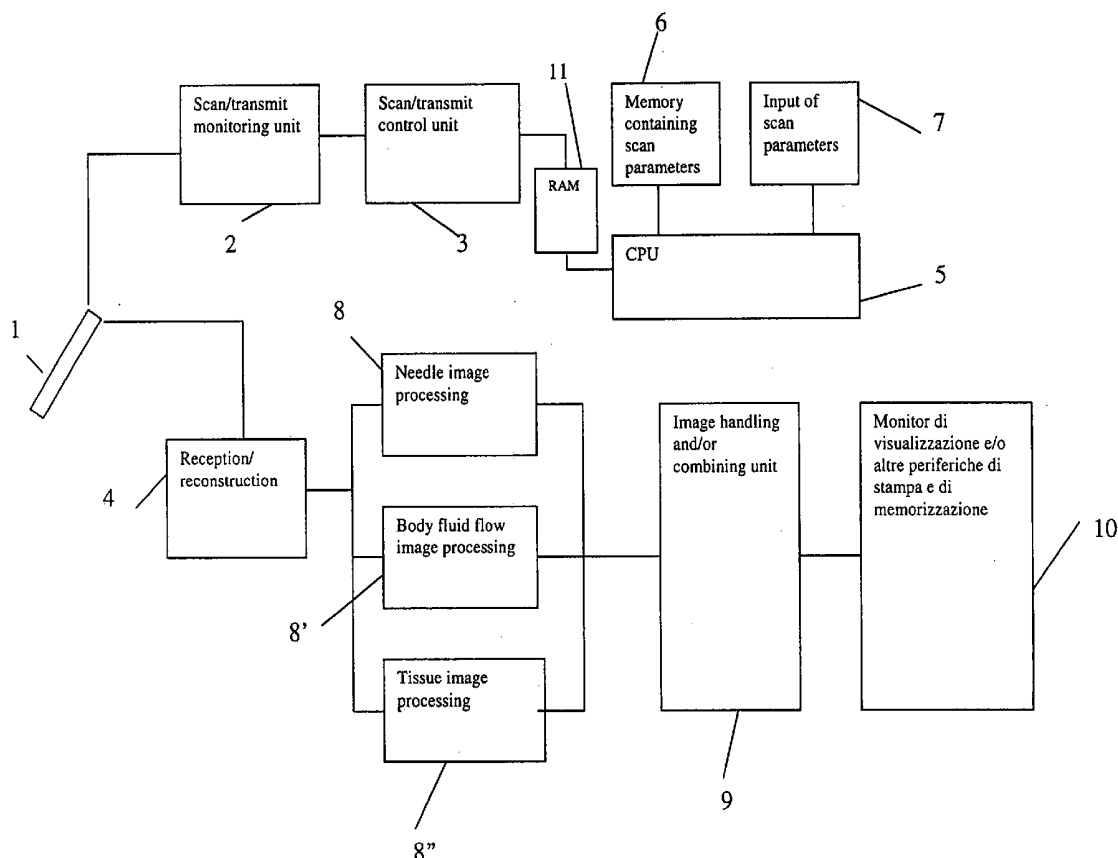 6
11
Scan/transmit
monitoring unit
Scan/transmit
control unit
Memory
containing
scan
parameters
Input of
scan
parameters
7
RAM
2
3
CPU
5
1
8
Needle image
processing
Image handling
and/or
combining unit
Monitor di
visualizzazione e/o
altre periferiche di
stampa e di
memorizzazione
4
Reception/
reconstruction
Body fluid flow
image processing
10
8'
Tissue image
processing
9
8"